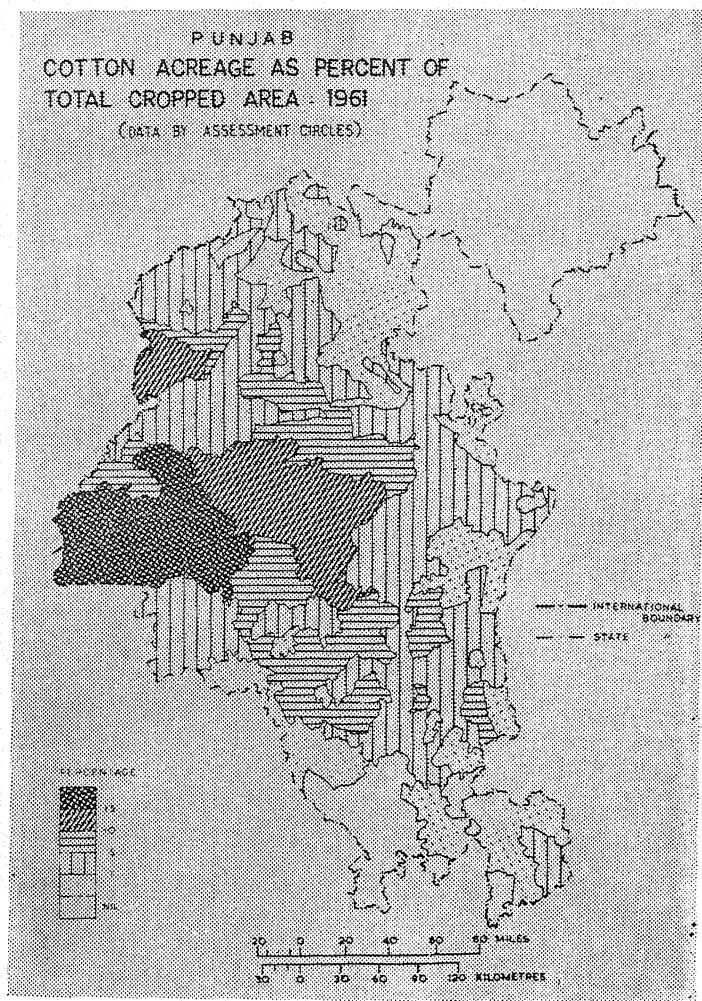 PUNJAB
COTTON ACREAGE AS PERCENT OF
TOTAL CROPPED AREA - 1961
(DATA BY ASSESSMENT CIRCLES)
INTERNATIONAL
BOUNDARY
STATE "
PERCENTAGE
15
10
5
1
NIL
20 0 20 40 60 80 MILES
30 0 30 60 90 120 KILOMETRES